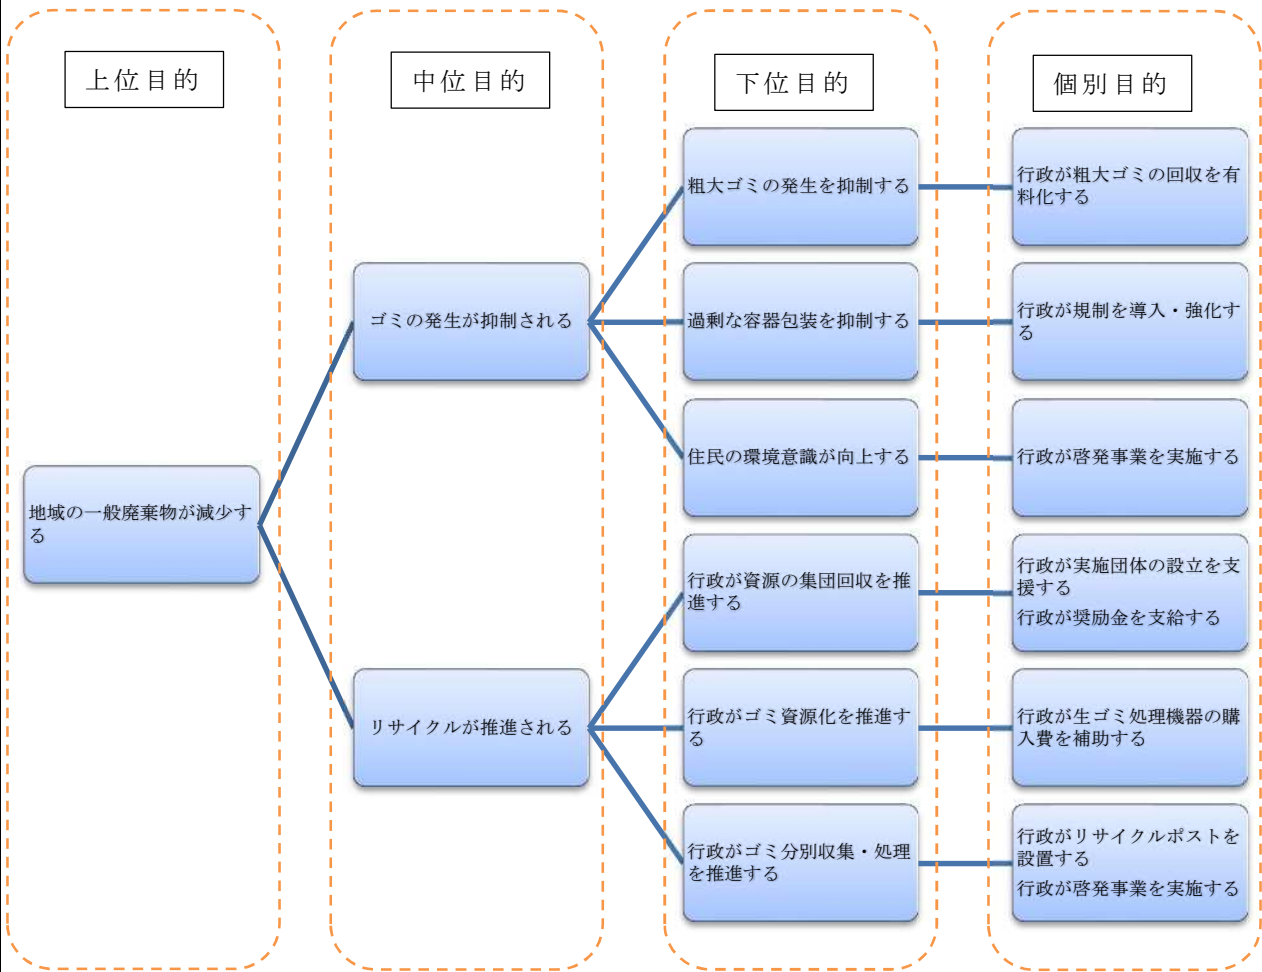 上位目的
中位目的
下位目的
個別目的
地域の一般廃棄物が減少す
る
ゴミの発生が抑制される
リサイクルが推進される
粗大ゴミの発生を抑制する
過剰な容器包装を抑制する
住民の環境意識が向上する
行政が資源の集団回収を推
進する
行政がゴミ資源化を推進す
る
行政がゴミ分別収集・処理
を推進する
行政が粗大ゴミの回収を有
料化する
行政が規制を導入・強化す
る
行政が啓発事業を実施する
行政が実施団体の設立を支
援する
行政が奨励金を支給する
行政が生ゴミ処理機器の購
入費を補助する
行政がリサイクルポストを
設置する
行政が啓発事業を実施する